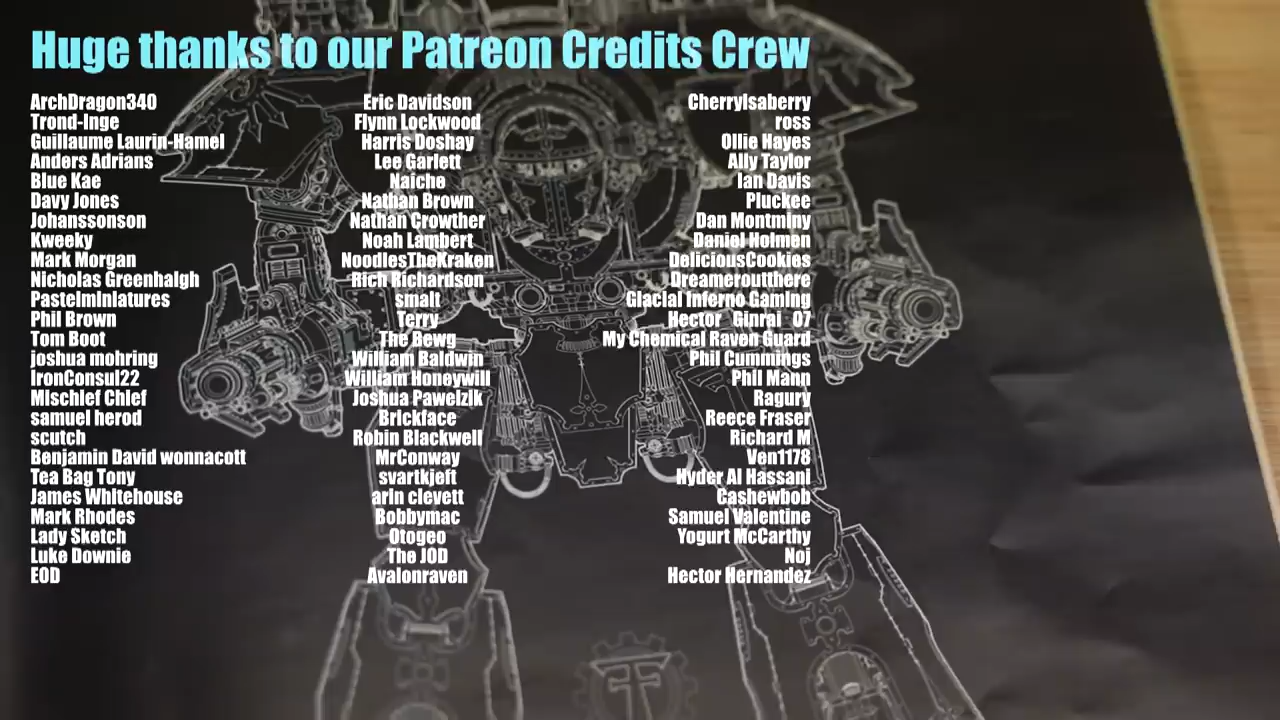 Huge thanks to our Patreon Credits Crew
ArchDragon340
Trond-Inge
Guillaume Laurin-Hamel
Anders Adrians
Blue Kae
Davy Jones
Johanssonson
Kweeky
Mark Morgan
Nicholas Greenhalgh
Pastelminiatures
Phil Brown
Tom Boot
joshua mohring
IronConsul22
Mischief Chief
samuel herod
scutch
Benjamin David wonnacott
Tea Bag Tony
James Whitehouse
Mark Rhodes
Lady Sketch
Luke Downie
EOD
Eric Davidson
Flynn Lockwood
Harris Doshay
Lee Garlett
Naiche
Nathan Brown
Nathan Crowther
Noah Lambert
NoodlesTheKraken
Rich Richardson
smalt
Terry
The Bewg
William Baldwin
William Honeywill
Joshua Pawelzik
Brickface
Robin Blackwell
MrConway
svartkjeft
arin clevett
Bobbymac
Otogeo
The JOD
Avalonraven
CherryIsaberry
ross
Ollie Hayes
Ally Taylor
Ian Davis
Pluckee
Dan Montminy
Daniel Holmen
DeliciousCookies
Dreameroutthere
Glacial Inferno Gaming
Hector_Ginrai_07
My Chemical Raven Guard
Phil Cummings
Phil Mann
Ragury
Reece Fraser
Richard M
Ven1178
Hyder Al Hassani
Cashewbob
Samuel Valentine
Yogurt McCarthy
Noj
Hector Hernandez